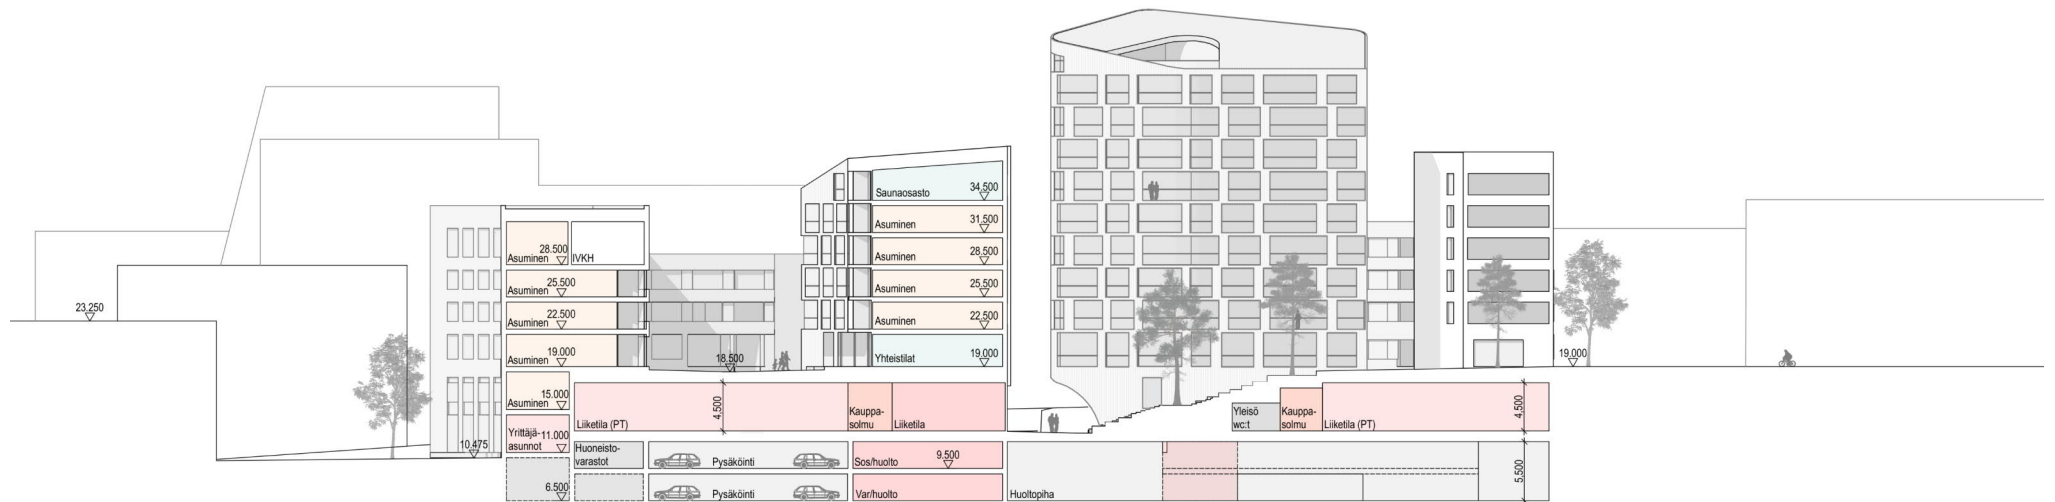 23.250
10.475
28.500
Asuminen
IVKH
25.500
Asuminen
22.500
Asuminen
19.000
Asuminen
15.000
Asuminen
Yrittäjä-
asunnot
11.000
6.500
18.500
Saunaosasto 34.500
31.500
Asuminen
28.500
Asuminen
25.500
Asuminen
22.500
Asuminen
Yhteistilat 19.000
4.500
Liiketila (PT)
Kauppa-
solmu
Liiketila
Huoneisto-
varastot
Pysäköinti
Pysäköinti
Sos/huolto 9.500
Var/huolto
Huoltopiha
Yleisö
wc:t
Kauppa-
solmu
Liiketila (PT)
4.500
5.500
19.000